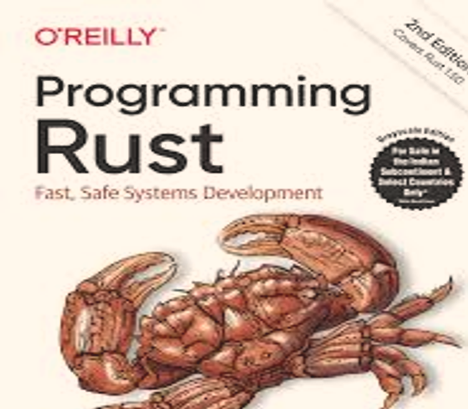 O'REILLY™
2nd Edition
Covers Rust 1.50
Programming
Rust
Fast, Safe Systems Development
Grayscale Edition
For Sale in
the Indian
Subcontinent &
Select Countries
Only*